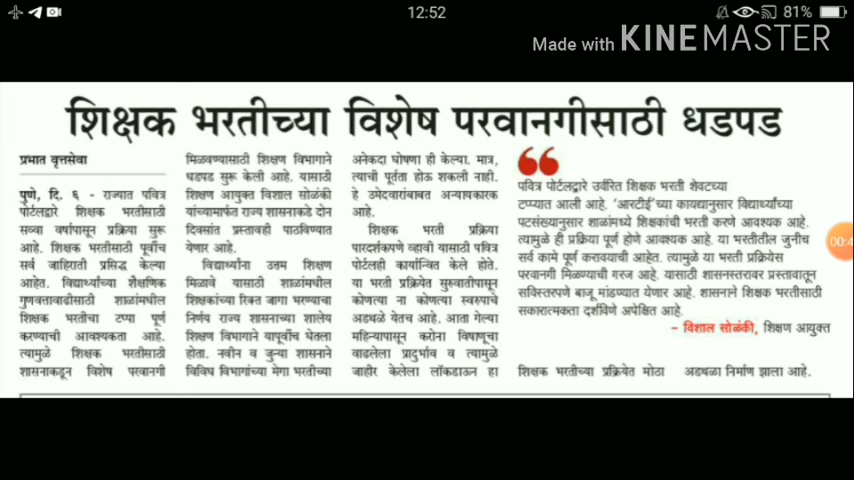 12:52
81%
Made with KINEMASTER
शिक्षक भरतीच्या विशेष परवानगीसाठी धडपड
प्रभात वृत्तसेवा
पुणे, दि. ६ - राज्यात पवित्र
पोर्टलद्वारे शिक्षक भरतीसाठी
सव्वा वर्षापासून प्रक्रिया सुरू
आहे. शिक्षक भरतीसाठी पूर्वीच
सर्व जाहिराती प्रसिद्ध केल्या
आहेत. विद्यार्थ्यांच्या शैक्षणिक
गुणवत्तावाढीसाठी शाळांमधील
शिक्षक भरतीचा टप्पा पूर्ण
करण्याची आवश्यकता आहे.
त्यामुळे शिक्षक भरतीसाठी
शासनाकडून विशेष परवानगी
मिळवण्यासाठी शिक्षण विभागाने
धडपड सुरू केली आहे. यासाठी
शिक्षण आयुक्त विशाल सोळंकी
यांच्यामार्फत राज्य शासनाकडे दोन
दिवसांत प्रस्तावही पाठविण्यात
येणार आहे.
विद्यार्थ्यांना उत्तम शिक्षण
मिळावे यासाठी शाळांमधील
शिक्षकांच्या रिक्त जागा भरण्याचा
निर्णय राज्य शासनाच्या शालेय
शिक्षण विभागाने यापूर्वीच घेतला
होता. नवीन व जुन्या शासनाने
विविध विभागांच्या मेगा भरतीच्या
अनेकदा घोषणा ही केल्या. मात्र,
त्याची पूर्तता होऊ शकली नाही.
हे उमेदवारांबाबत अन्यायकारक
आहे.
शिक्षक भरती प्रक्रिया
पारदर्शकपणे व्हावी यासाठी पवित्र
पोर्टलही कार्यान्वित केले होते.
या भरती प्रक्रियेत सुरुवातीपासून
कोणत्या ना कोणत्या स्वरुपाचे
अडथळे येतच आहे. आता गेल्या
महिन्यापासून करोना विषाणूचा
वाढलेला प्रादुर्भाव व त्यामुळे
जाहीर केलेला लॉकडाऊन हा
पवित्र पोर्टलद्वारे उर्वरित शिक्षक भरती शेवटच्या
टप्प्यात आली आहे. 'आरटीई'च्या कायद्यानुसार विद्यार्थ्यांच्या
पटसंख्यानुसार शाळांमध्ये शिक्षकांची भरती करणे आवश्यक आहे.
त्यामुळे ही प्रक्रिया पूर्ण होणे आवश्यक आहे. या भरतीतील जुनीच
सर्व कामे पूर्ण करावयाची आहेत. त्यामुळे या भरती प्रक्रियेस
परवानगी मिळण्याची गरज आहे. यासाठी शासनस्तरावर प्रस्तावातून
सविस्तरपणे बाजू मांडण्यात येणार आहे. शासनाने शिक्षक भरतीसाठी
सकारात्मकता दर्शविणे अपेक्षित आहे.
- विशाल सोळंकी, शिक्षण आयुक्त
शिक्षक भरतीच्या प्रक्रियेत मोठा अडथळा निर्माण झाला आहे.